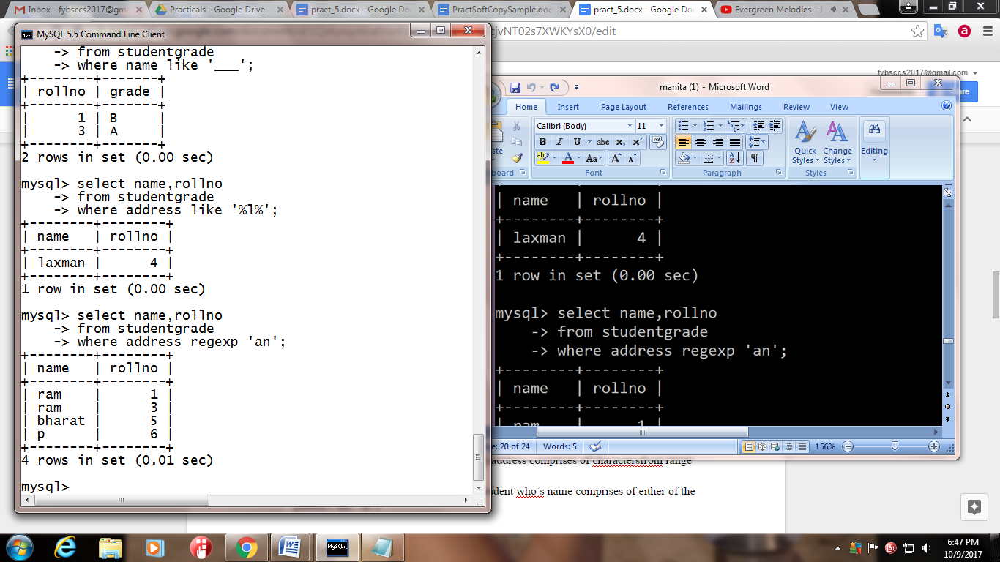 Inbox - fybsccs2017@gma
Practicals - Google Drive
pract_5.docx - Google Do
PractSoftCopySample.doc
pract_5.docx - Google Do
Evergreen Melodies - J
cjvNT02s7XWKYsX0/edit
fybsccs2017@gmail.com
MySQL 5.5 Command Line Client
-> from studentgrade
-> where name like '___';
+--------+-------+
| rollno | grade |
+--------+-------+
| 1 | B |
| 3 | A |
+--------+-------+
2 rows in set (0.00 sec)
mysql> select name,rollno
-> from studentgrade
-> where address like '%l%';
+--------+--------+
| name | rollno |
+--------+--------+
| laxman | 4 |
+--------+--------+
1 row in set (0.00 sec)
mysql> select name,rollno
-> from studentgrade
-> where address regexp 'an';
+--------+--------+
| name | rollno |
+--------+--------+
| ram | 1 |
| ram | 3 |
| bharat | 5 |
| p | 6 |
+--------+--------+
4 rows in set (0.01 sec)
mysql>
manita (1) - Microsoft Word
Home Insert Page Layout References Mailings Review View
Calibri (Body) 11
ste
Quick Styles
Change Styles
Editing
board Font Paragraph Styles
| name | rollno |
+--------+--------+
| laxman | 4 |
+--------+--------+
1 row in set (0.00 sec)
mysql> select name,rollno
-> from studentgrade
-> where address regexp 'an';
+--------+--------+
| name | rollno |
+--------+--------+
| ram | 1 |
e: 20 of 24 Words: 5 156%
address comprises of charactersfrom range
udent who`s name comprises of either of the
6:47 PM
10/9/2017